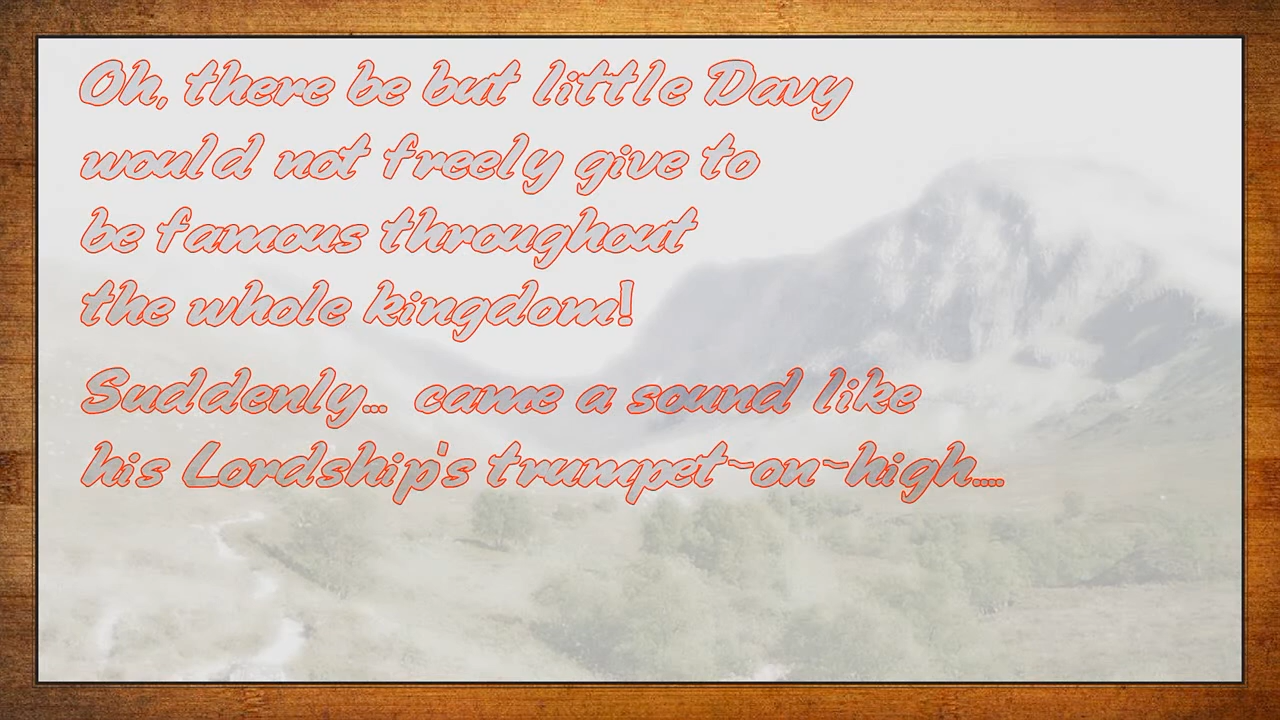 Oh, there be but little Davy
would not freely give to
be famous throughout
the whole kingdom!
Suddenly... came a sound like
his Lordship's trumpet~on~high....